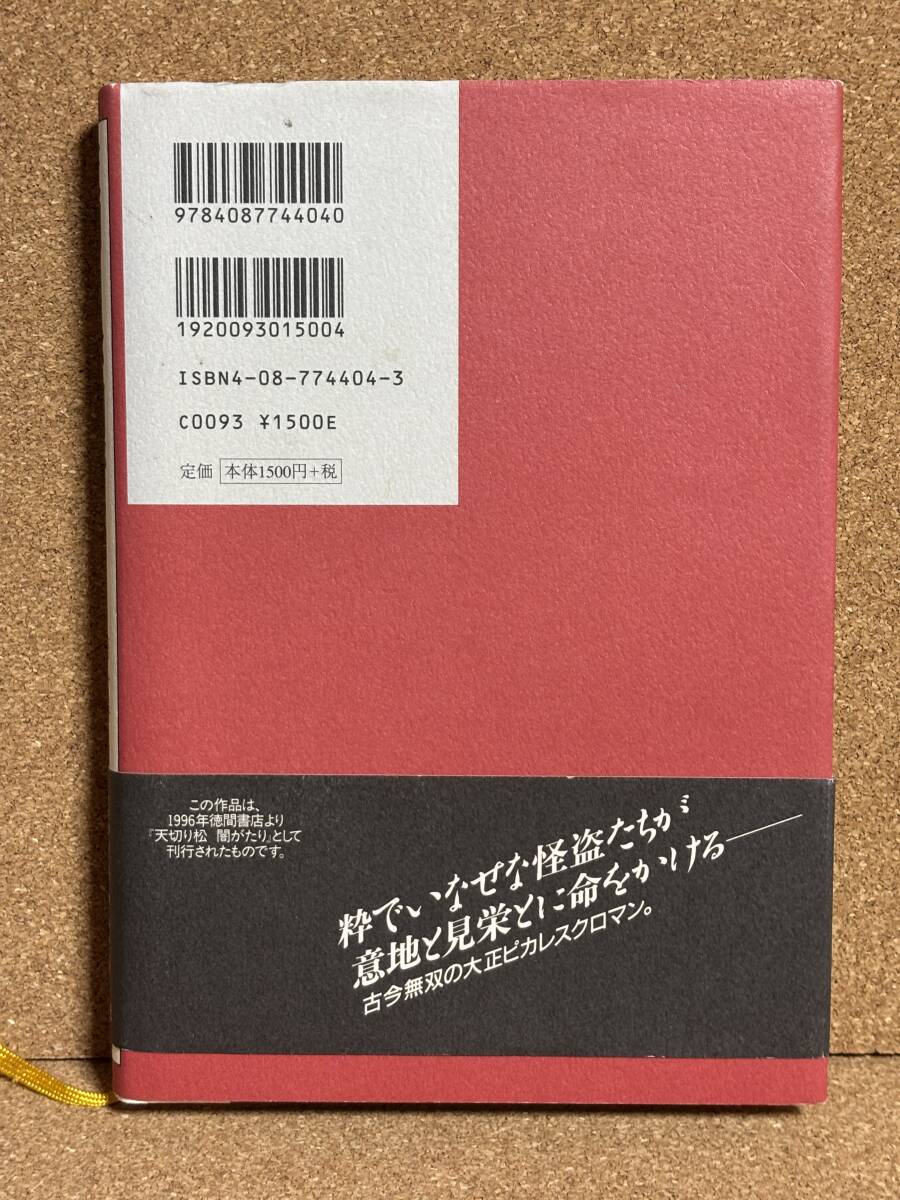 9784087744040
1920093015004
ISBN4-08-774404-3
C0093 ¥1500E
定価 本体1500円+税
この作品は、
1996年徳間書店より
『天切り松 闇がたり』として
刊行されたものです。
粋でいなせな怪盗たちが
意地と見栄とに命をかける――
古今無双の大正ピカレスクロマン。